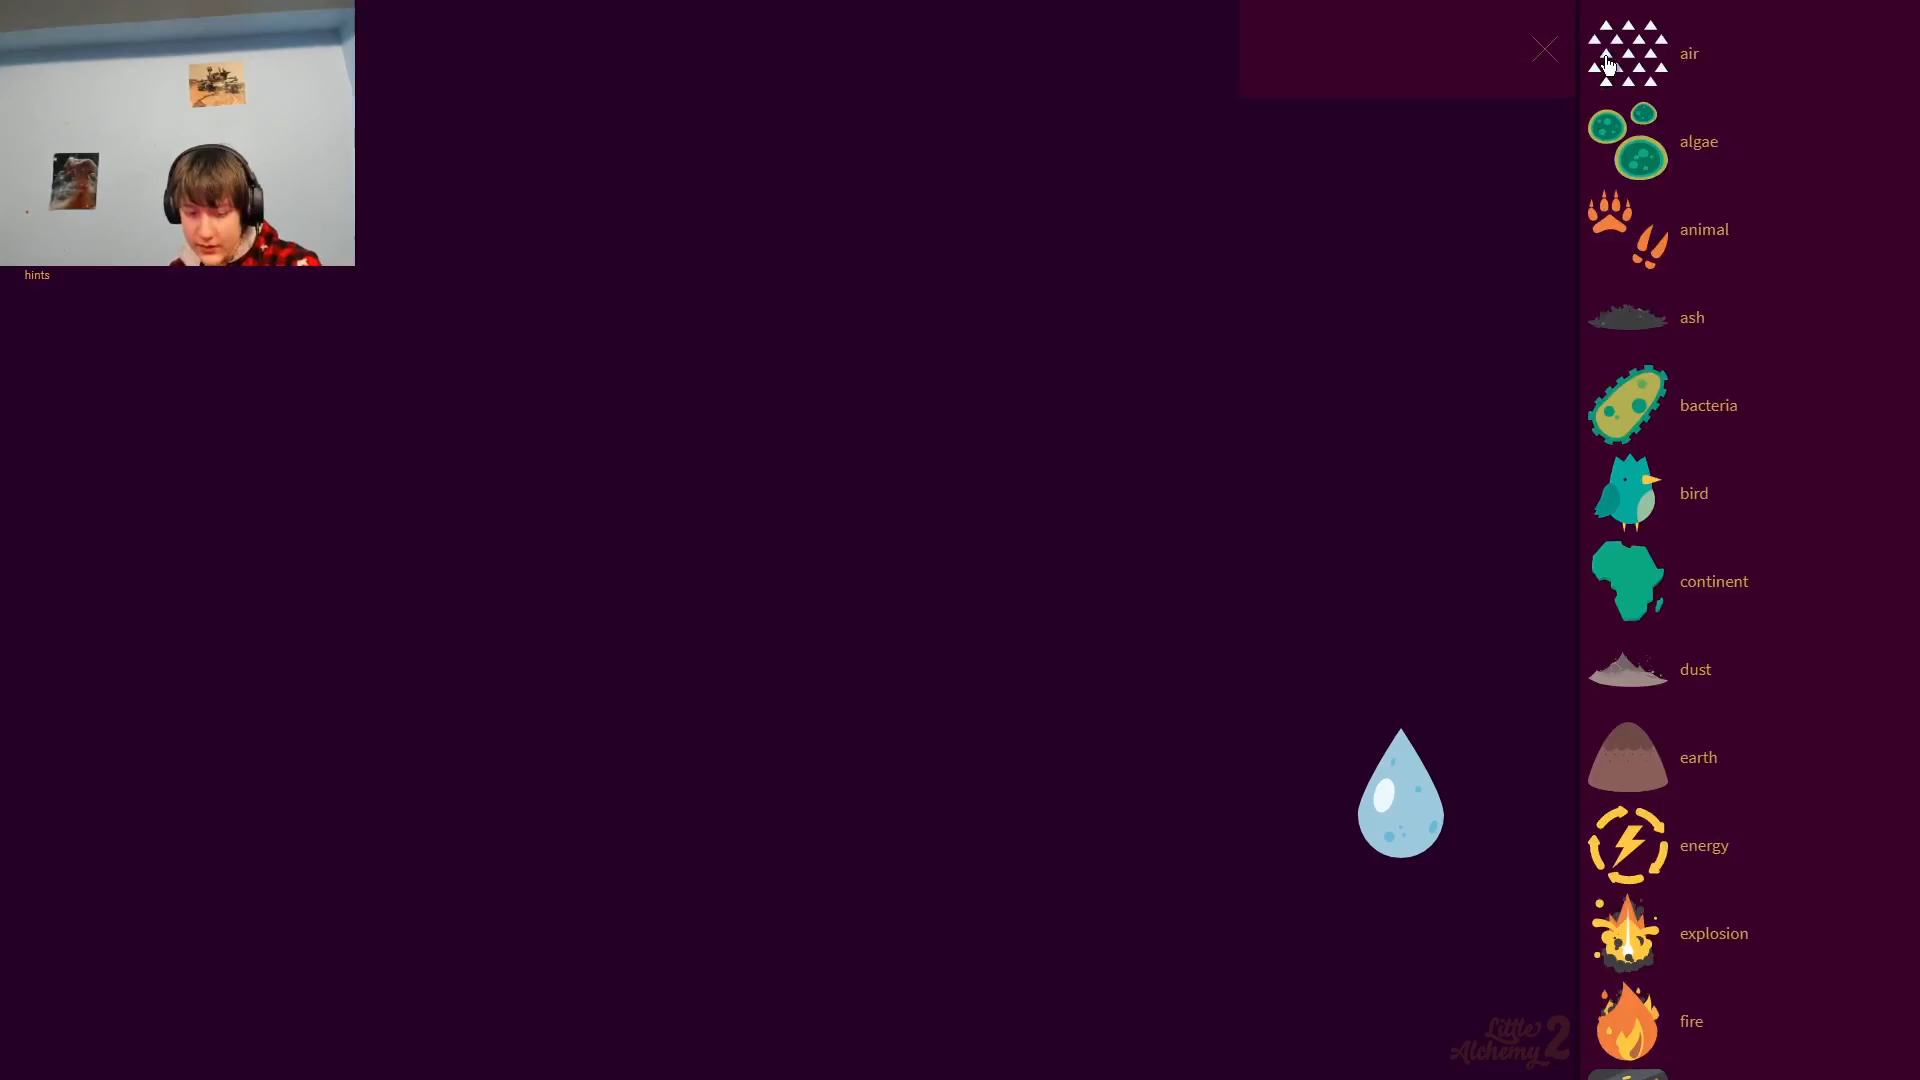 hints
air
algae
animal
ash
bacteria
bird
continent
dust
earth
energy
explosion
fire
Little
Alchemy 2